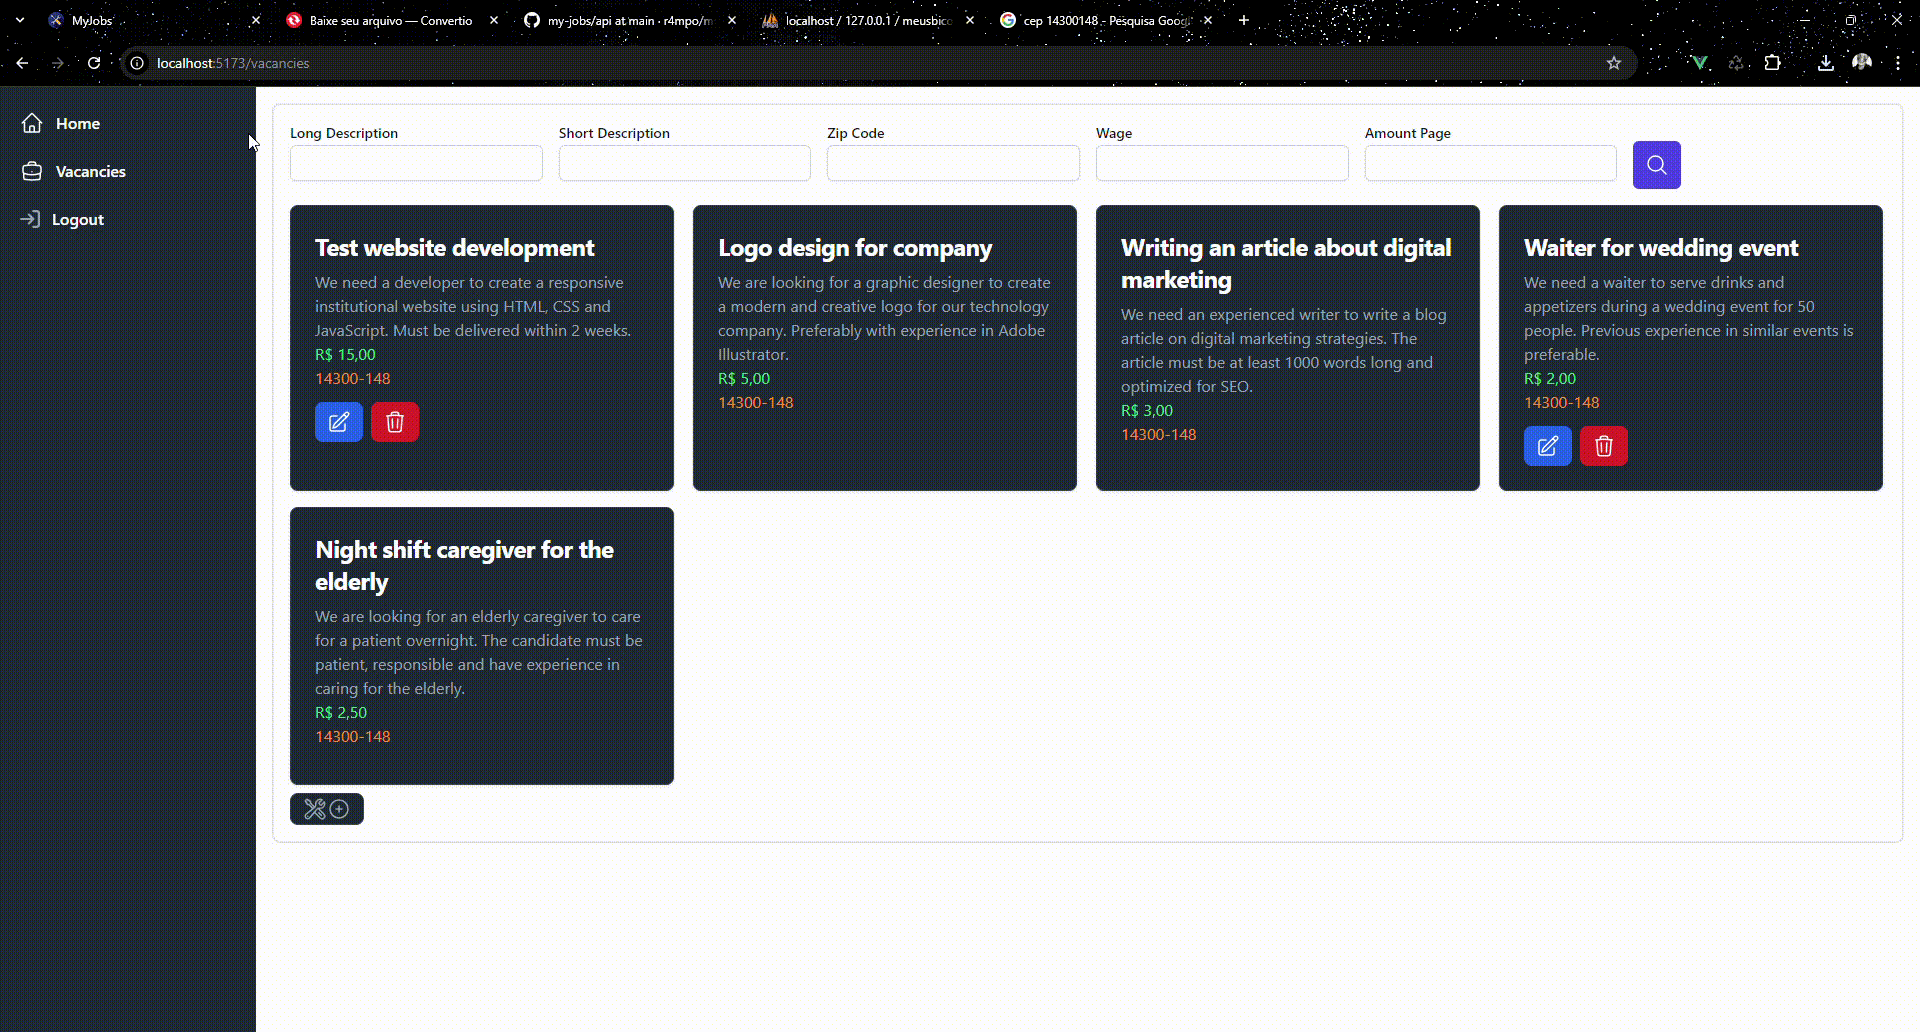 MyJobs
Baixe seu arquivo — Convertio
my-jobs/api at main · r4mpo/m
localhost / 127.0.0.1 / meusbico
cep 14300148 - Pesquisa Goog
localhost:5173/vacancies
Home
Vacancies
Logout
Long Description
Short Description
Zip Code
Wage
Amount Page
Test website development
We need a developer to create a responsive
institutional website using HTML, CSS and
JavaScript. Must be delivered within 2 weeks.
R$ 15,00
14300-148
Logo design for company
We are looking for a graphic designer to create
a modern and creative logo for our technology
company. Preferably with experience in Adobe
Illustrator.
R$ 5,00
14300-148
Writing an article about digital
marketing
We need an experienced writer to write a blog
article on digital marketing strategies. The
article must be at least 1000 words long and
optimized for SEO.
R$ 3,00
14300-148
Waiter for wedding event
We need a waiter to serve drinks and
appetizers during a wedding event for 50
people. Previous experience in similar events is
preferable.
R$ 2,00
14300-148
Night shift caregiver for the
elderly
We are looking for an elderly caregiver to care
for a patient overnight. The candidate must be
patient, responsible and have experience in
caring for the elderly.
R$ 2,50
14300-148